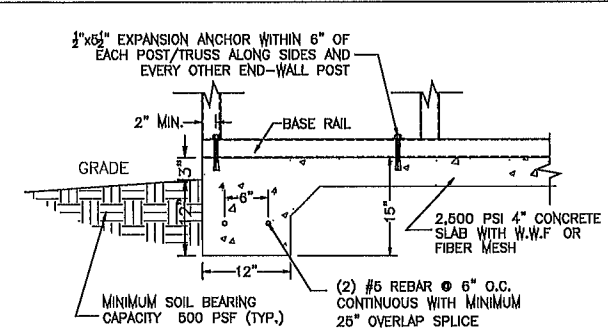 ½"x5½" EXPANSION ANCHOR WITHIN 6" OF
EACH POST/TRUSS ALONG SIDES AND
EVERY OTHER END-WALL POST
2" MIN.
BASE RAIL
GRADE
3"
6"
12"
15"
2,500 PSI 4" CONCRETE
SLAB WITH W.W.F OR
FIBER MESH
12"
MINIMUM SOIL BEARING
CAPACITY 500 PSF (TYP.)
(2) #5 REBAR @ 6" O.C.
CONTINUOUS WITH MINIMUM
25" OVERLAP SPLICE